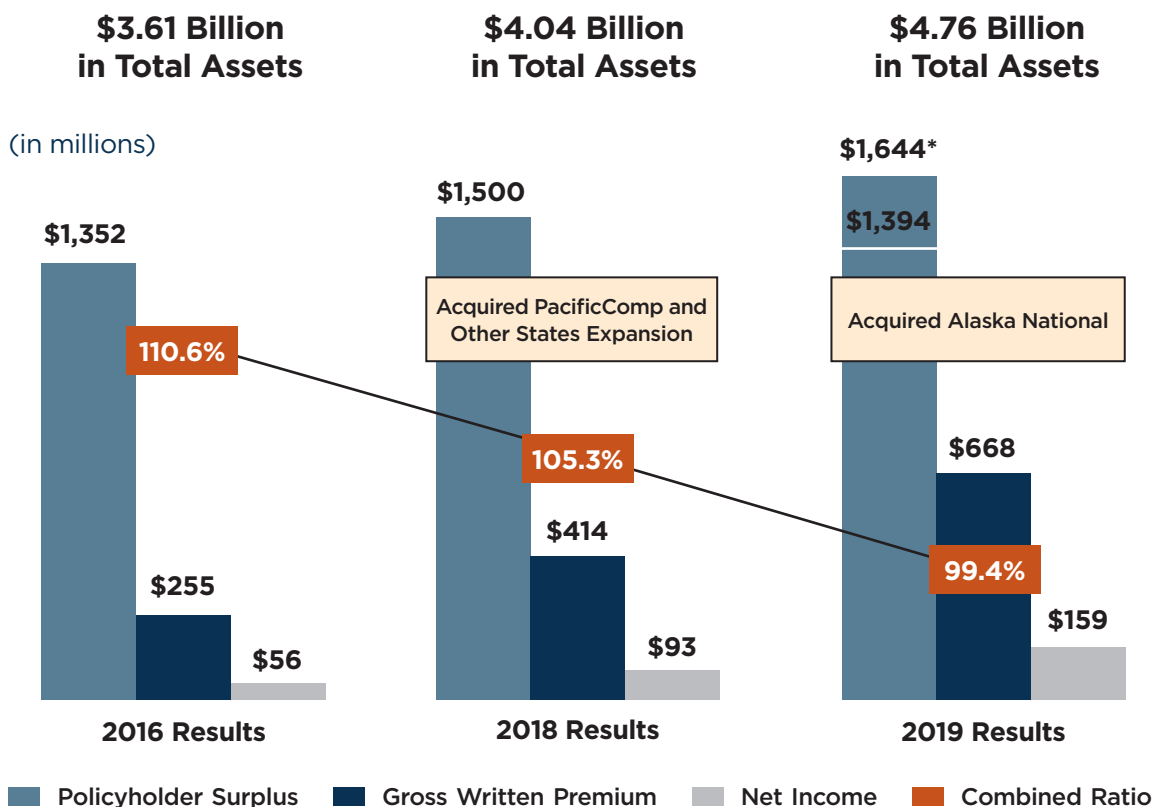 $3.61 Billion
in Total Assets
$4.04 Billion
in Total Assets
$4.76 Billion
in Total Assets
(in millions)
$1,352
110.6%
$255
$56
2016 Results
$1,500
Acquired PacificComp and
Other States Expansion
105.3%
$414
$93
2018 Results
$1,644*
$1,394
Acquired Alaska National
$668
99.4%
$159
2019 Results
Policyholder Surplus
Gross Written Premium
Net Income
Combined Ratio